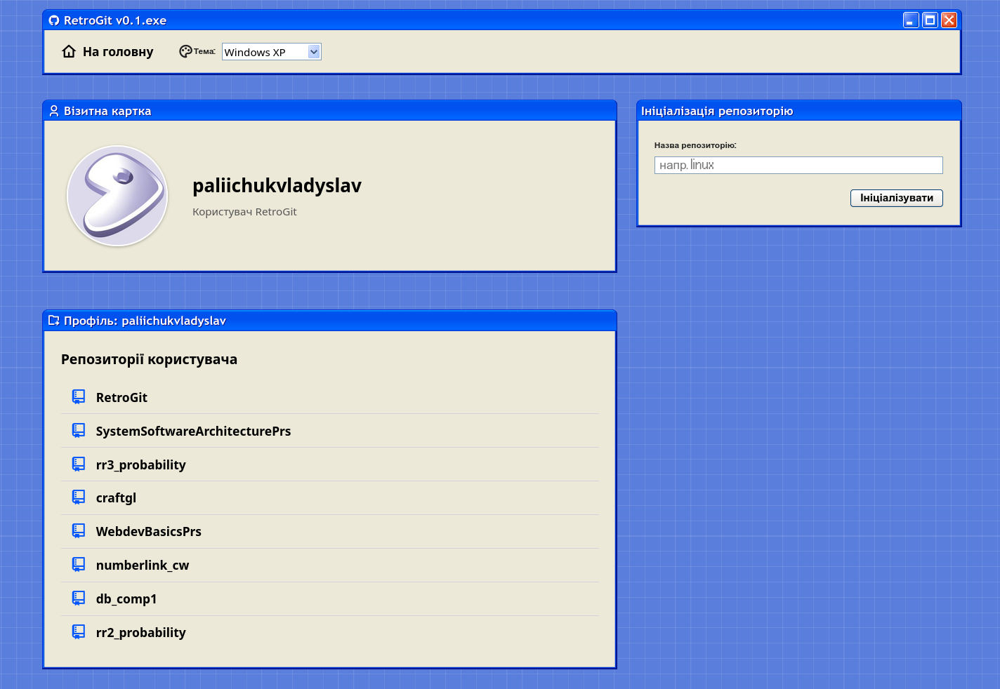 RetroGit v0.1.exe
На головну
Тема:
Windows XP
Візитна картка
paliichukvladyslav
Користувач RetroGit
Ініціалізація репозиторію
Назва репозиторію:
напр. linux
Ініціалізувати
Профіль: paliichukvladyslav
Репозиторії користувача
RetroGit
SystemSoftwareArchitecturePrs
rr3_probability
craftgl
WebdevBasicsPrs
numberlink_cw
db_comp1
rr2_probability